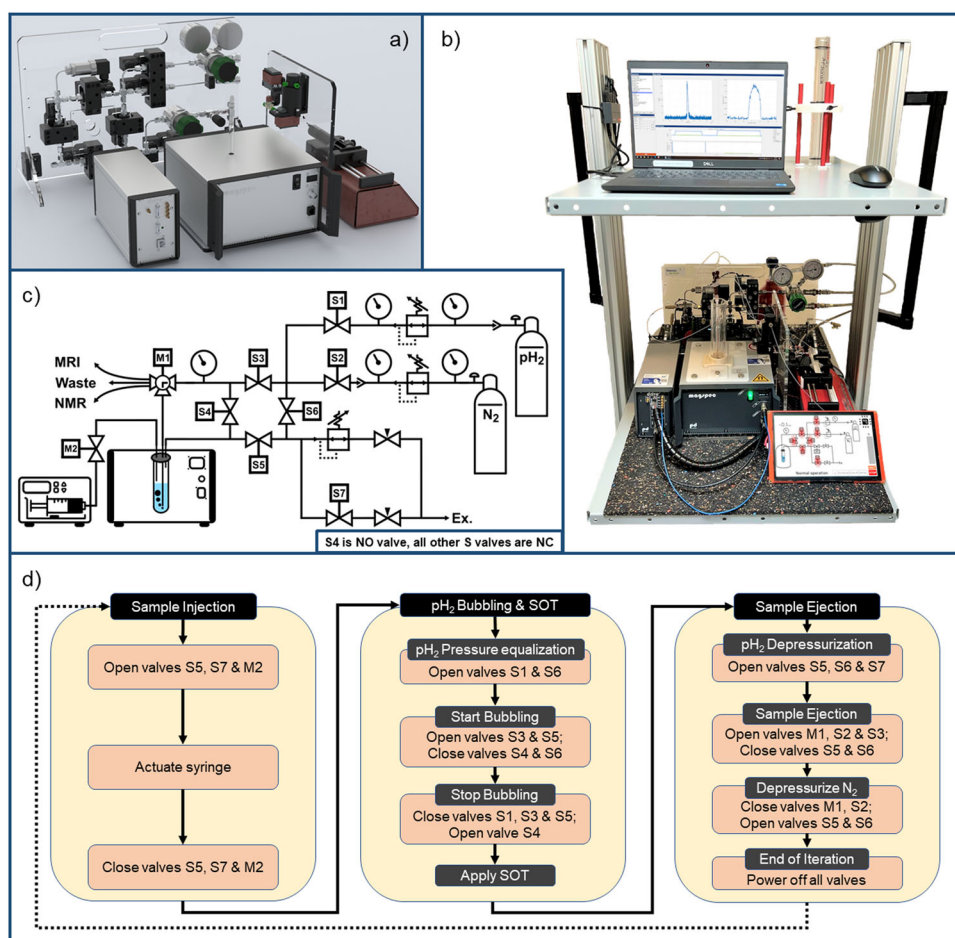 a)
b)
DELL
magspec
Normal operation
c)
S1
pH2
MRI
Waste
NMR
M1
S3
S2
N2
S4
S6
M2
S5
S7
Ex.
S4 is NO valve, all other S valves are NC
d)
Sample Injection
Open valves S5, S7 & M2
Actuate syringe
Close valves S5, S7 & M2
pH₂ Bubbling & SOT
pH₂ Pressure equalization
Open valves S1 & S6
Start Bubbling
Open valves S3 & S5;
Close valves S4 & S6
Stop Bubbling
Close valves S1, S3 & S5;
Open valve S4
Apply SOT
Sample Ejection
pH₂ Depressurization
Open valves S5, S6 & S7
Sample Ejection
Open valves M1, S2 & S3;
Close valves S5 & S6
Depressurize N₂
Close valves M1, S2;
Open valves S5 & S6
End of Iteration
Power off all valves